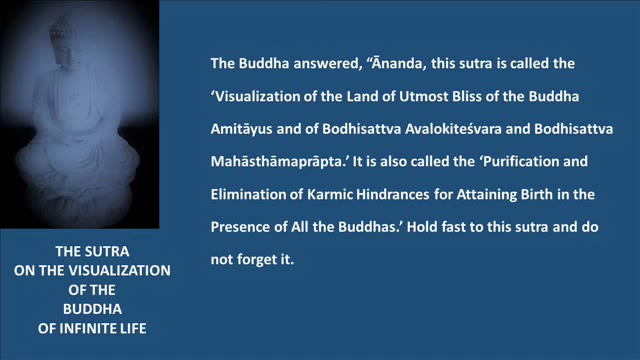 The Buddha answered, “Ānanda, this sutra is called the
‘Visualization of the Land of Utmost Bliss of the Buddha
Amitāyus and of Bodhisattva Avalokiteśvara and Bodhisattva
Mahāsthāmaprāpta.’ It is also called the ‘Purification and
Elimination of Karmic Hindrances for Attaining Birth in the
Presence of All the Buddhas.’ Hold fast to this sutra and do
not forget it.
THE SUTRA
ON THE VISUALIZATION
OF THE
BUDDHA
OF INFINITE LIFE